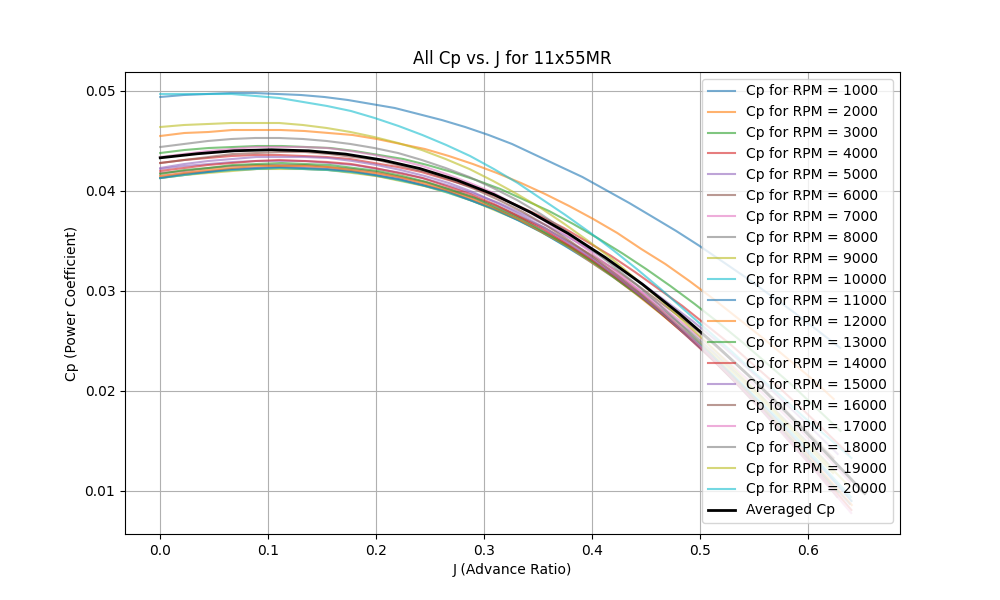 All Cp vs. J for 11x55MR
Cp (Power Coefficient)
0.05
0.04
0.03
0.02
0.01
0.0
0.1
0.2
0.3
0.4
0.5
0.6
J (Advance Ratio)
Cp for RPM = 1000
Cp for RPM = 2000
Cp for RPM = 3000
Cp for RPM = 4000
Cp for RPM = 5000
Cp for RPM = 6000
Cp for RPM = 7000
Cp for RPM = 8000
Cp for RPM = 9000
Cp for RPM = 10000
Cp for RPM = 11000
Cp for RPM = 12000
Cp for RPM = 13000
Cp for RPM = 14000
Cp for RPM = 15000
Cp for RPM = 16000
Cp for RPM = 17000
Cp for RPM = 18000
Cp for RPM = 19000
Cp for RPM = 20000
Averaged Cp